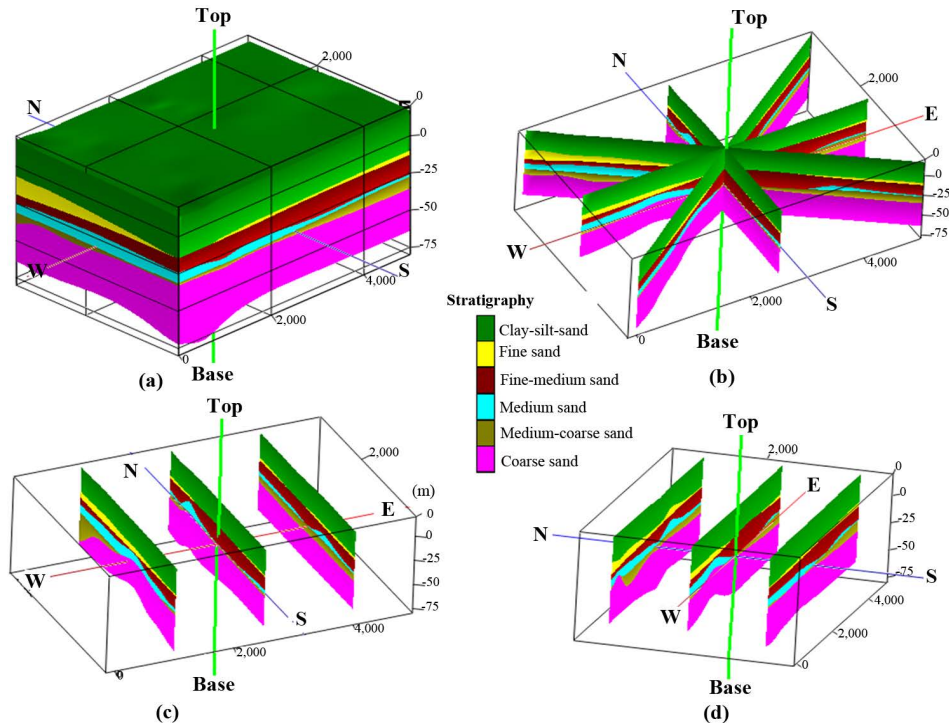 Top
2,000
N
0
0
-25
-50
-75
W
S
4,000
2,000
0
Base
(a)
Top
N
2,000
E
0
0
-25
-50
-75
W
4,000
S
2,000
0
Base
(b)
Stratigraphy
Clay-silt-sand
Fine sand
Fine-medium sand
Medium sand
Medium-coarse sand
Coarse sand
Top
N
2,000
(m)
E
0
0
-25
-50
-75
W
S
4,000
2,000
0
Base
(c)
Top
2,000
E
0
0
-25
-50
-75
N
W
S
4,000
2,000
0
Base
(d)